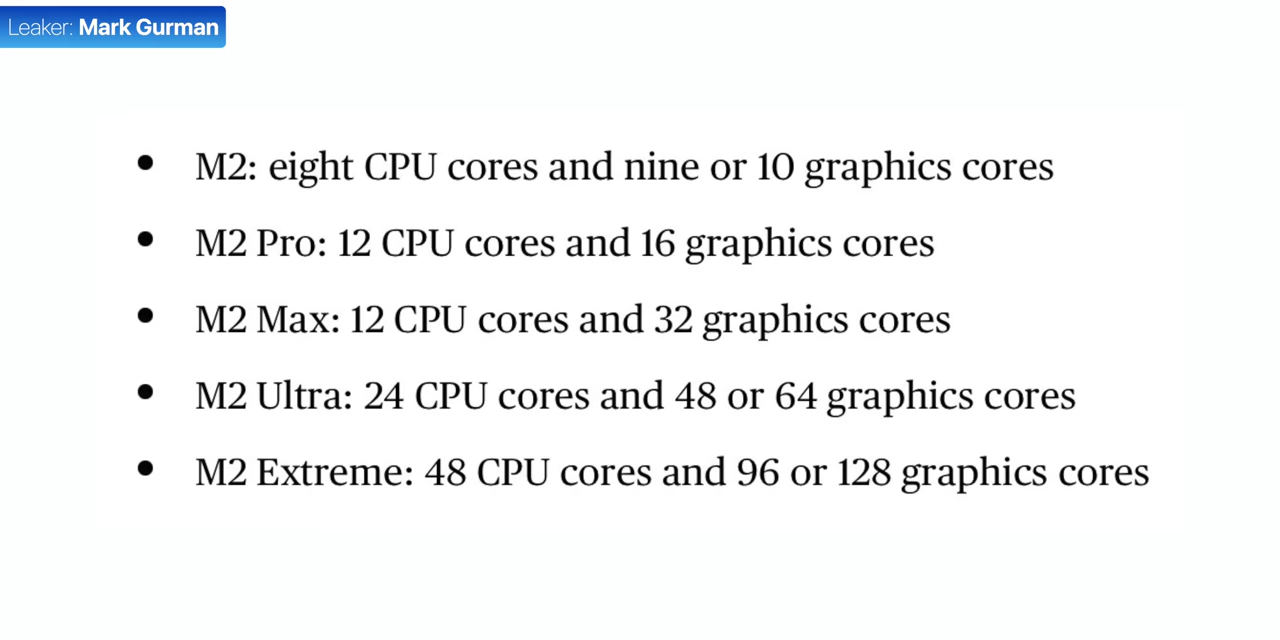 Leaker: Mark Gurman
• M2: eight CPU cores and nine or 10 graphics cores
• M2 Pro: 12 CPU cores and 16 graphics cores
• M2 Max: 12 CPU cores and 32 graphics cores
• M2 Ultra: 24 CPU cores and 48 or 64 graphics cores
• M2 Extreme: 48 CPU cores and 96 or 128 graphics cores